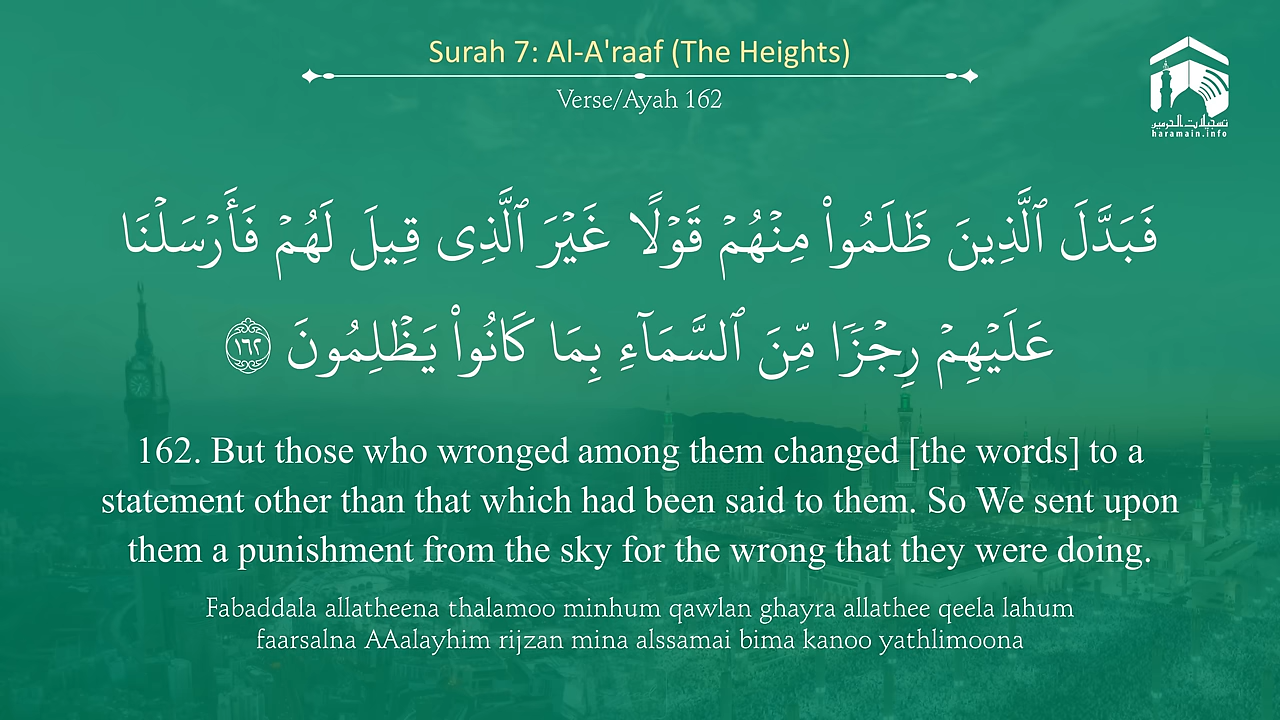 Surah 7: Al-A'raaf (The Heights)
Verse/Ayah 162
تسجيلات الحرمين
haramain.info
فَبَدَّلَ ٱلَّذِينَ ظَلَمُوا۟ مِنْهُمْ قَوْلًا غَيْرَ ٱلَّذِى قِيلَ لَهُمْ فَأَرْسَلْنَا
عَلَيْهِمْ رِجْزًا مِّنَ ٱلسَّمَآءِ بِمَا كَانُوا۟ يَظْلِمُونَ ١٦٢
162. But those who wronged among them changed [the words] to a
statement other than that which had been said to them. So We sent upon
them a punishment from the sky for the wrong that they were doing.
Fabaddala allatheena thalamoo minhum qawlan ghayra allathee qeela lahum
faarsalna AAalayhim rijzan mina alssamai bima kanoo yathlimoona